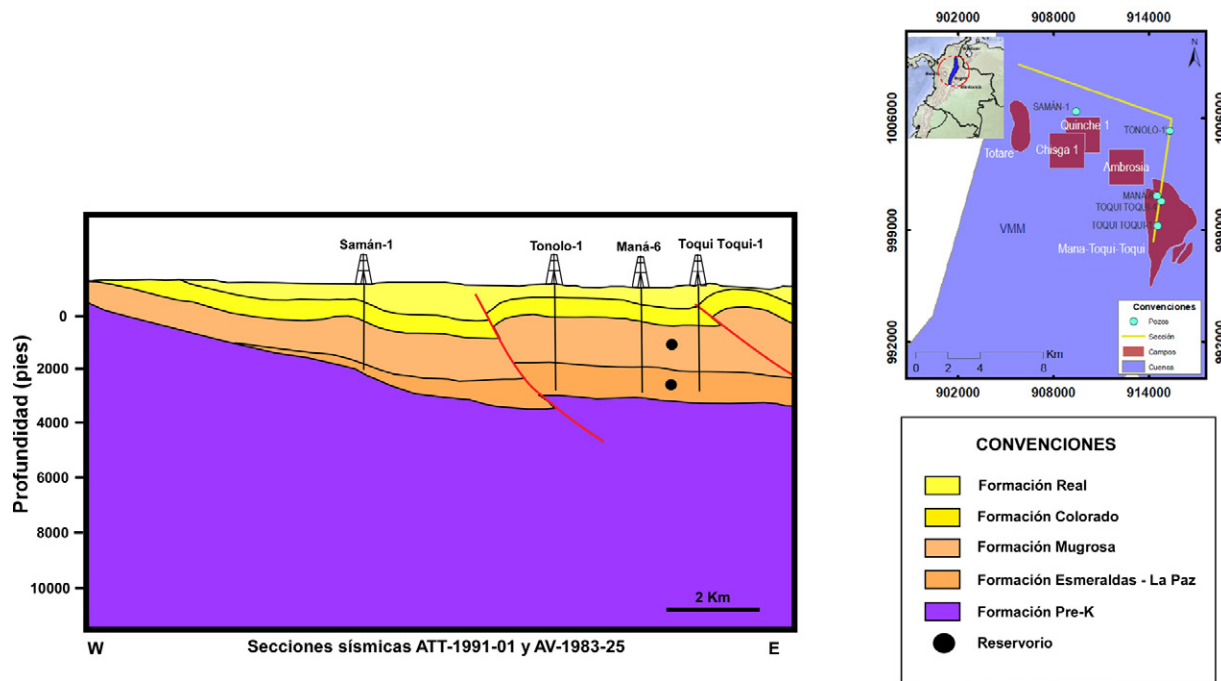 Samán-1
Tonolo-1
Maná-6
Toqui Toqui-1
Profundidad (pies)
0
2000
4000
6000
8000
10000
2 Km
W
Secciones sísmicas ATT-1991-01 y AV-1983-25
E
902000
908000
914000
N
1006000
1006000
999000
999000
992000
992000
SAMÁN-1
Quinche 1
TONOLO-1
Totare
Chisga 1
Ambrosia
TOQUI TOQUI-
TOQUI TOQUI-
VMM
Mana-Toqui-Toqui
Convenciones
Pozos
Sección
Campos
Cuenca
Km
0
2
4
8
902000
908000
914000
CONVENCIONES
Formación Real
Formación Colorado
Formación Mugrosa
Formación Esmeraldas - La Paz
Formación Pre-K
Reservorio